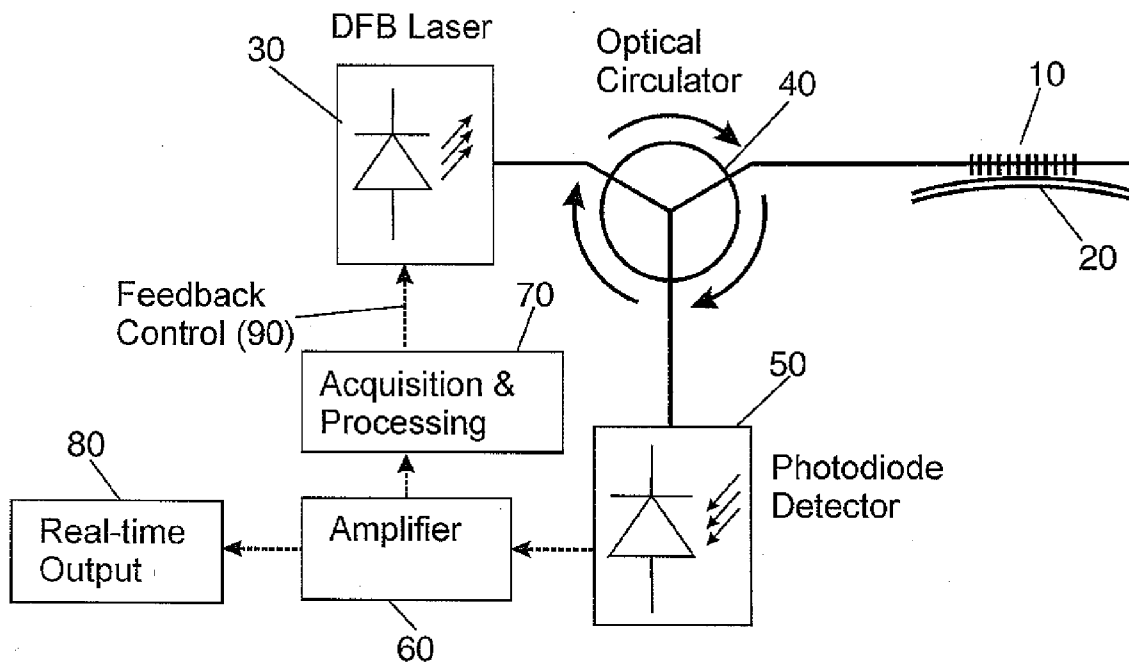 DFB Laser
30
Optical
Circulator
40
10
20
Feedback
Control (90)
70
Acquisition &
Processing
50
80
Photodiode
Detector
Real-time
Output
Amplifier
60